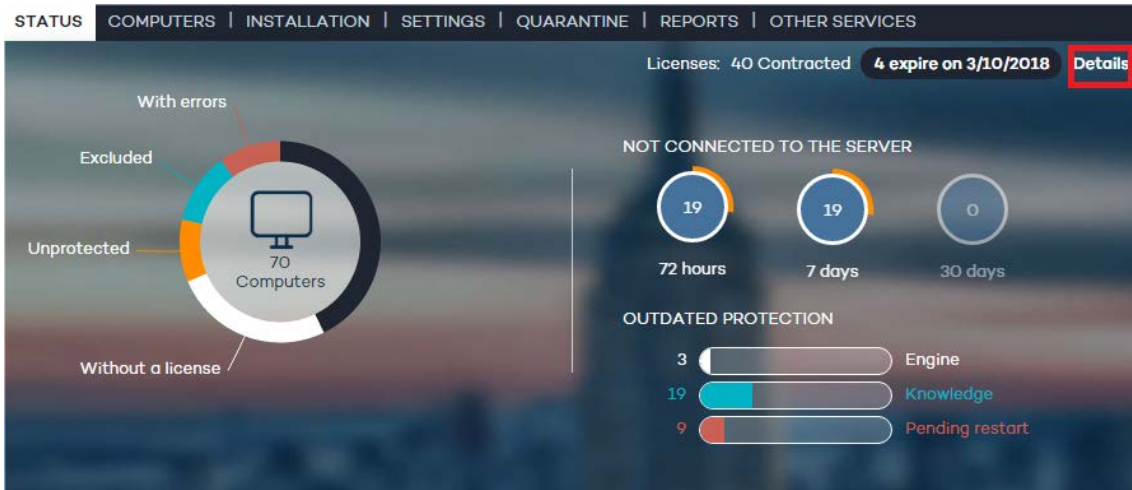 STATUS COMPUTERS | INSTALLATION | SETTINGS | QUARANTINE | REPORTS | OTHER SERVICES
Licenses: 40 Contracted 4 expire on 3/10/2018 Details
With errors
Excluded
Unprotected
Without a license
70
Computers
NOT CONNECTED TO THE SERVER
19 19 0
72 hours 7 days 30 days
OUTDATED PROTECTION
3 Engine
19 Knowledge
9 Pending restart